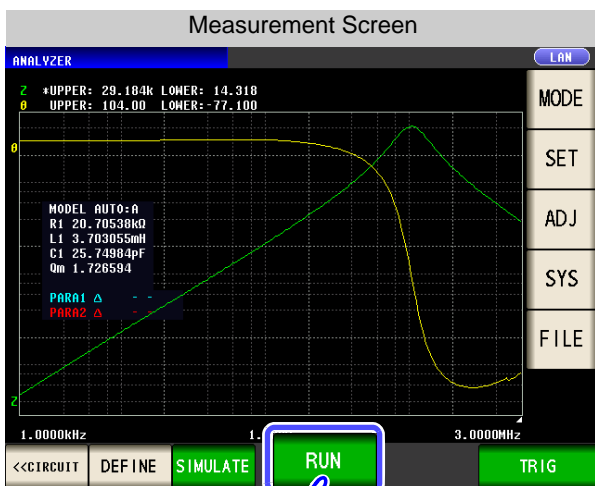 Measurement Screen
ANALYZER LAN
Z *UPPER: 29.184k LOWER: 14.318
θ UPPER: 104.00 LOWER:-77.100
MODE
θ
SET
MODEL AUTO:A
R1 20.70538kΩ
L1 3.703055mH
C1 25.74984pF
Qm 1.726594
ADJ
SYS
PARA1 Δ - -
PARA2 Δ - -
FILE
Z
1.0000kHz 1. 3.0000MHz
<<CIRCUIT DEFINE SIMULATE RUN TRIG